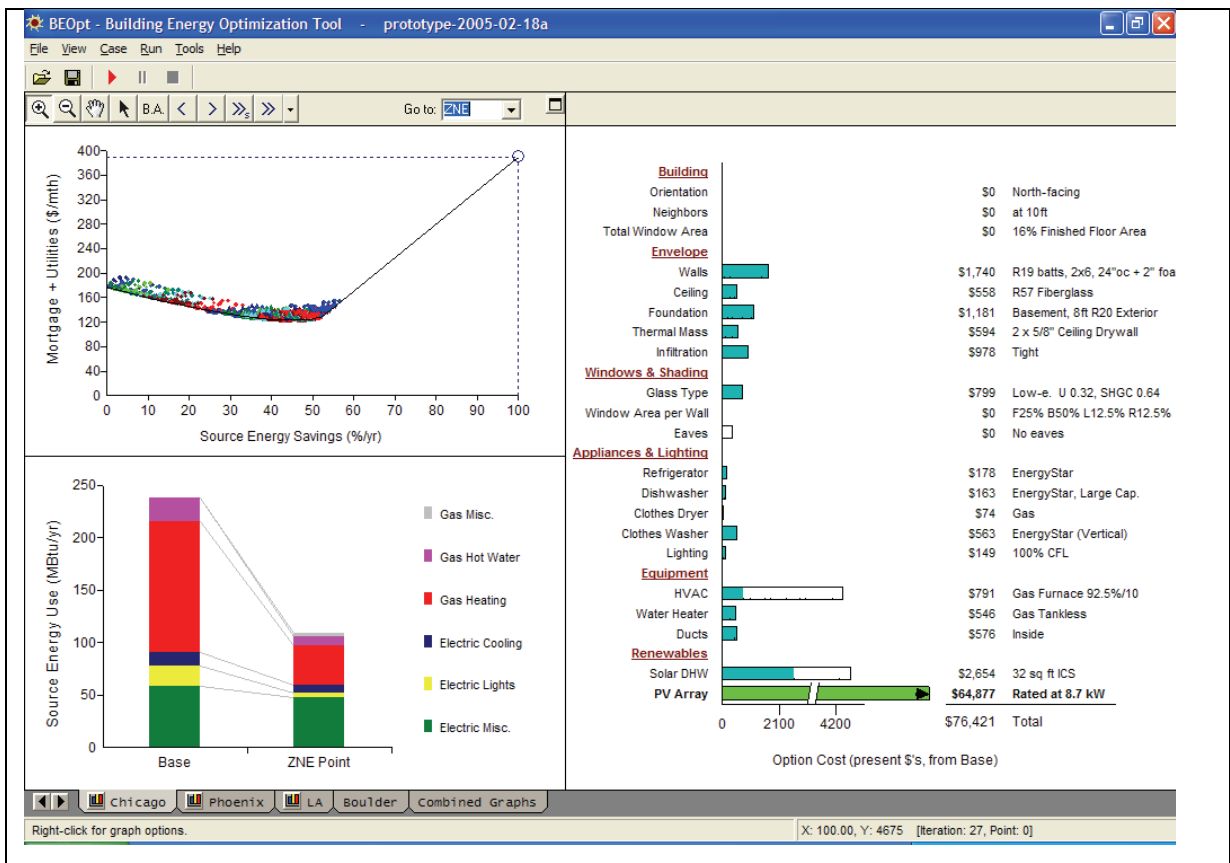 BEOpt - Building Energy Optimization Tool - prototype-2005-02-18a
File View Case Run Tools Help
B.A. Go to: ZNE
400
360
320
280
240
200
160
120
80
40
0
0 10 20 30 40 50 60 70 80 90 100
Mortgage + Utilities ($/mth)
Source Energy Savings (%/yr)
250
200
150
100
50
0
Source Energy Use (MBtu/yr)
Base ZNE Point
Gas Misc.
Gas Hot Water
Gas Heating
Electric Cooling
Electric Lights
Electric Misc.
Building
Orientation $0 North-facing
Neighbors $0 at 10ft
Total Window Area $0 16% Finished Floor Area
Envelope
Walls $1,740 R19 batts, 2x6, 24"oc + 2" foa
Ceiling $558 R57 Fiberglass
Foundation $1,181 Basement, 8ft R20 Exterior
Thermal Mass $594 2 x 5/8" Ceiling Drywall
Infiltration $978 Tight
Windows & Shading
Glass Type $799 Low-e. U 0.32, SHGC 0.64
Window Area per Wall $0 F25% B50% L12.5% R12.5%
Eaves $0 No eaves
Appliances & Lighting
Refrigerator $178 EnergyStar
Dishwasher $163 EnergyStar, Large Cap.
Clothes Dryer $74 Gas
Clothes Washer $563 EnergyStar (Vertical)
Lighting $149 100% CFL
Equipment
HVAC $791 Gas Furnace 92.5%/10
Water Heater $546 Gas Tankless
Ducts $576 Inside
Renewables
Solar DHW $2,654 32 sq ft ICS
PV Array $64,877 Rated at 8.7 kW
$76,421 Total
0 2100 4200
Option Cost (present $'s, from Base)
Chicago Phoenix LA Boulder Combined Graphs
Right-click for graph options. X: 100.00, Y: 4675 [Iteration: 27, Point: 0]